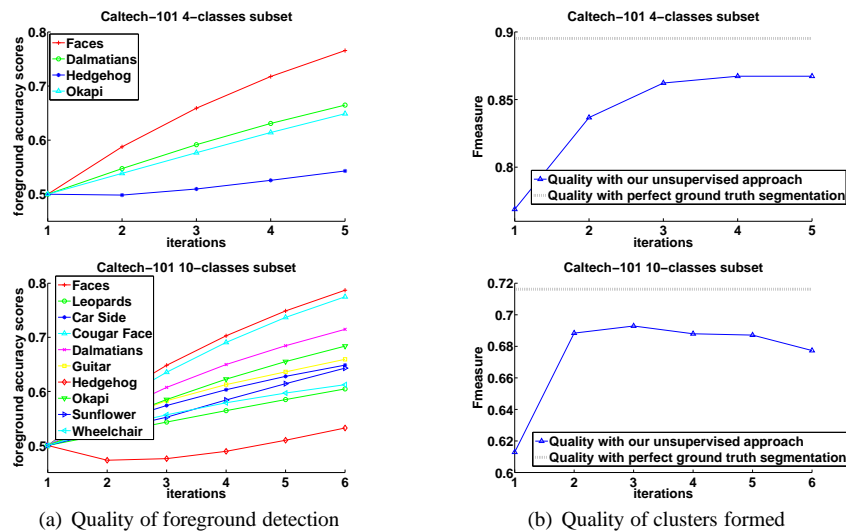 Caltech−101 4−classes subset
foreground accuracy scores
0.8
0.7
0.6
0.5
Faces
Dalmatians
Hedgehog
Okapi
1 2 3 4 5
iterations
Caltech−101 4−classes subset
Fmeasure
0.9
0.85
0.8
Quality with our unsupervised approach
Quality with perfect ground truth segmentation
1 2 3 4 5
iterations
Caltech−101 10−classes subset
foreground accuracy scores
0.8
0.7
0.6
0.5
Faces
Leopards
Car Side
Cougar Face
Dalmatians
Guitar
Hedgehog
Okapi
Sunflower
Wheelchair
1 2 3 4 5 6
iterations
Caltech−101 10−classes subset
Fmeasure
0.72
0.7
0.68
0.66
0.64
0.62
0.6
Quality with our unsupervised approach
Quality with perfect ground truth segmentation
1 2 3 4 5 6
iterations
(a) Quality of foreground detection
(b) Quality of clusters formed